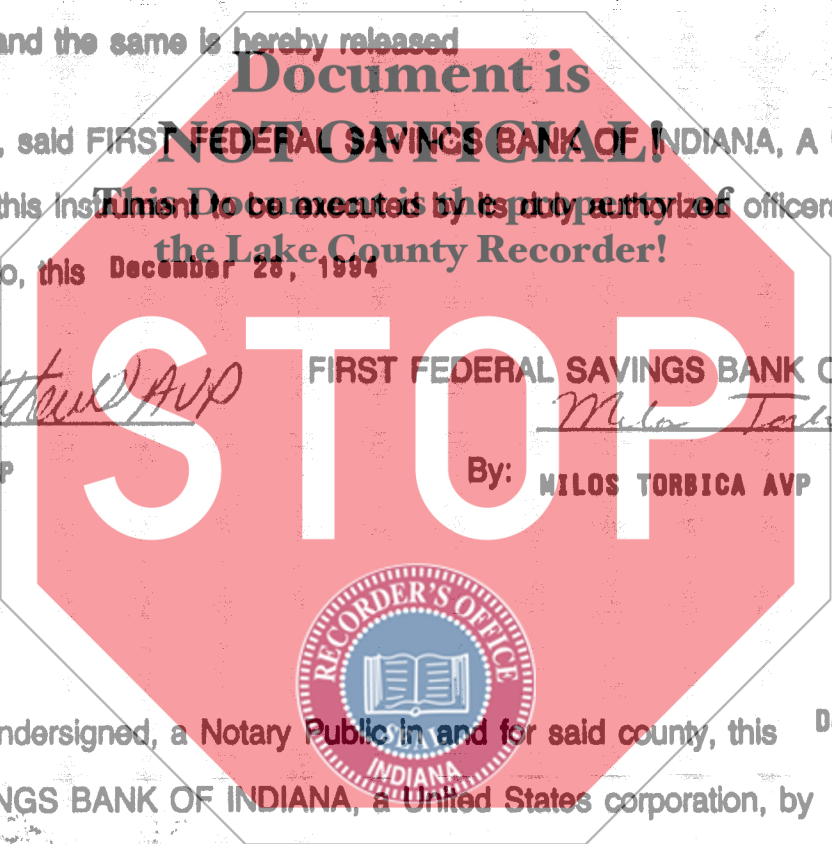 and the same is hereby released
Document is
NOT OFFICIAL!
, said FIRST FEDERAL SAVINGS BANK OF INDIANA, A
This Document is the property of
this instrument to be executed by its duly authorized officers
the Lake County Recorder!
o, this December 28, 1994
AVP
FIRST FEDERAL SAVINGS BANK O
STOP
Milos
P
By: MILOS TORBICA AVP
RECORDER'S OFFICE
ndersigned, a Notary Public in and for said county, this D
INDIANA
NGS BANK OF INDIANA, a United States corporation, by